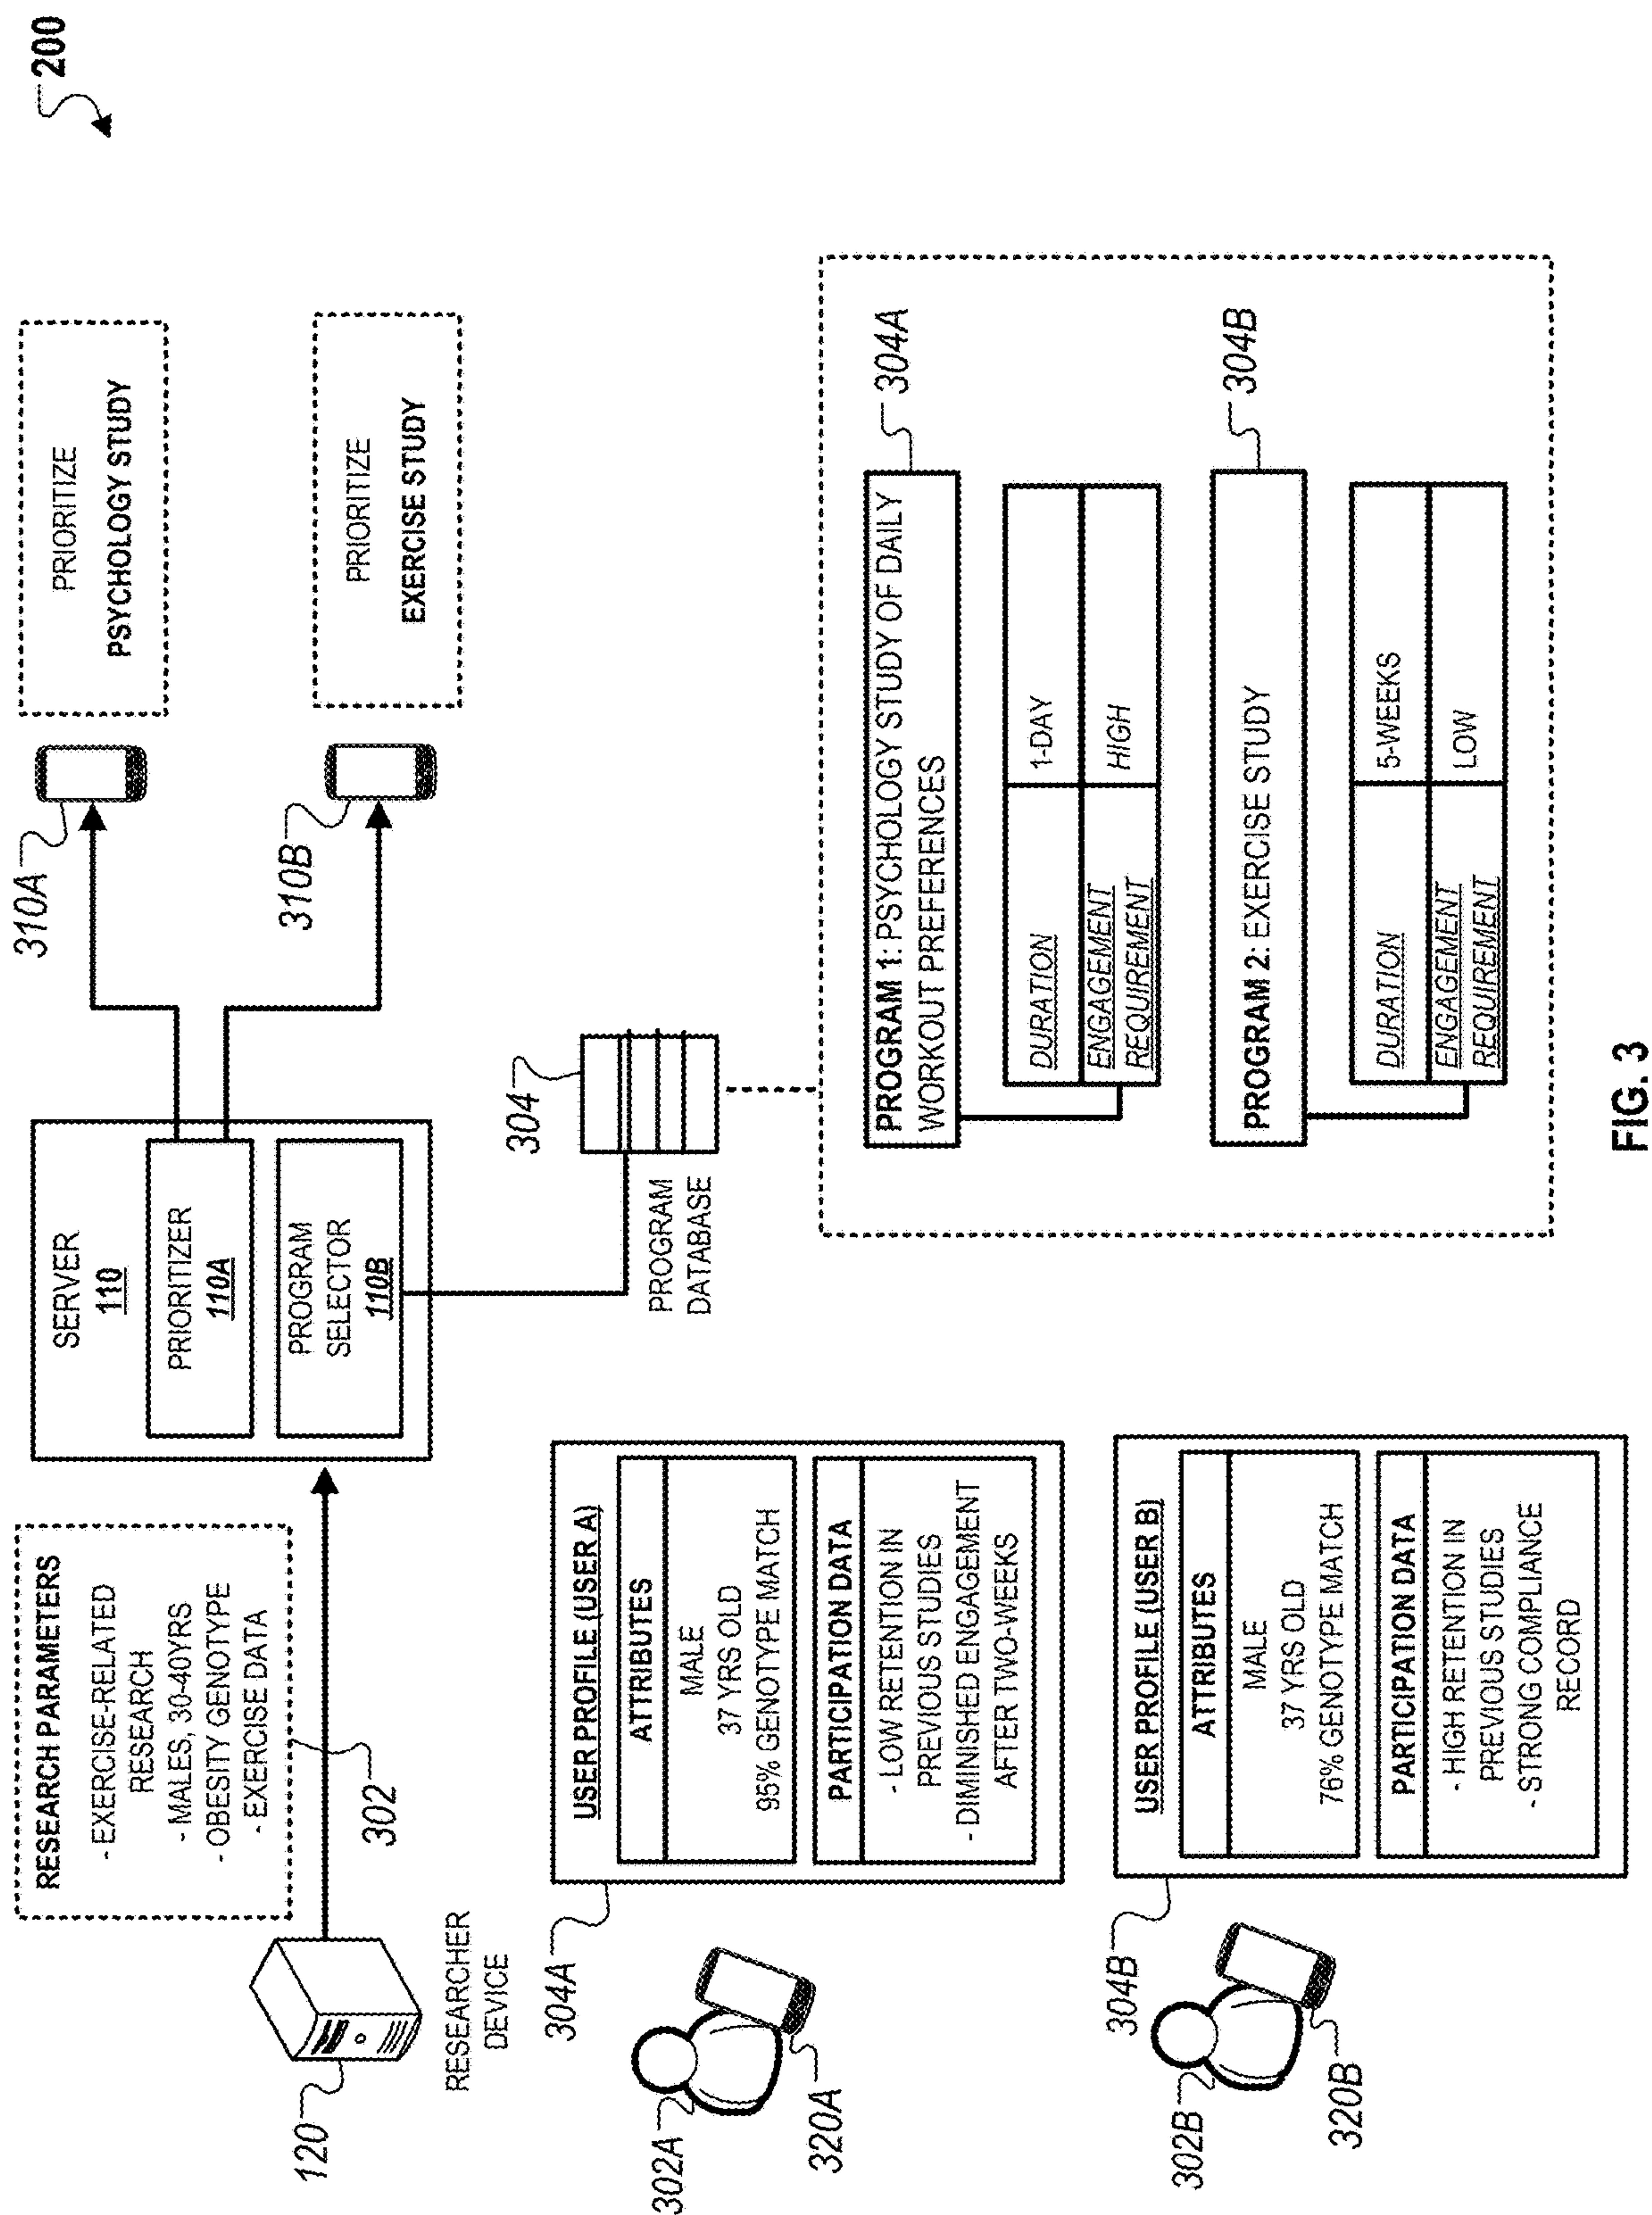 200
RESEARCH PARAMETERS
- EXERCISE-RELATED
RESEARCH
- MALES, 30-40YRS
- OBESITY GENOTYPE
- EXERCISE DATA
302
120
RESEARCHER
DEVICE
SERVER
110
PRIORITIZER
110A
PROGRAM
SELECTOR
110B
310A
PRIORITIZE
PSYCHOLOGY STUDY
310B
PRIORITIZE
EXERCISE STUDY
304
PROGRAM
DATABASE
302A
320A
304A
USER PROFILE (USER A)
ATTRIBUTES
MALE
37 YRS OLD
95% GENOTYPE MATCH
PARTICIPATION DATA
- LOW RETENTION IN
PREVIOUS STUDIES
- DIMINISHED ENGAGEMENT
AFTER TWO-WEEKS
302B
320B
304B
USER PROFILE (USER B)
ATTRIBUTES
MALE
37 YRS OLD
76% GENOTYPE MATCH
PARTICIPATION DATA
- HIGH RETENTION IN
PREVIOUS STUDIES
- STRONG COMPLIANCE
RECORD
304A
PROGRAM 1: PSYCHOLOGY STUDY OF DAILY
WORKOUT PREFERENCES
DURATION 1-DAY
ENGAGEMENT HIGH
REQUIREMENT
304B
PROGRAM 2: EXERCISE STUDY
DURATION 5-WEEKS
ENGAGEMENT LOW
REQUIREMENT
FIG. 3